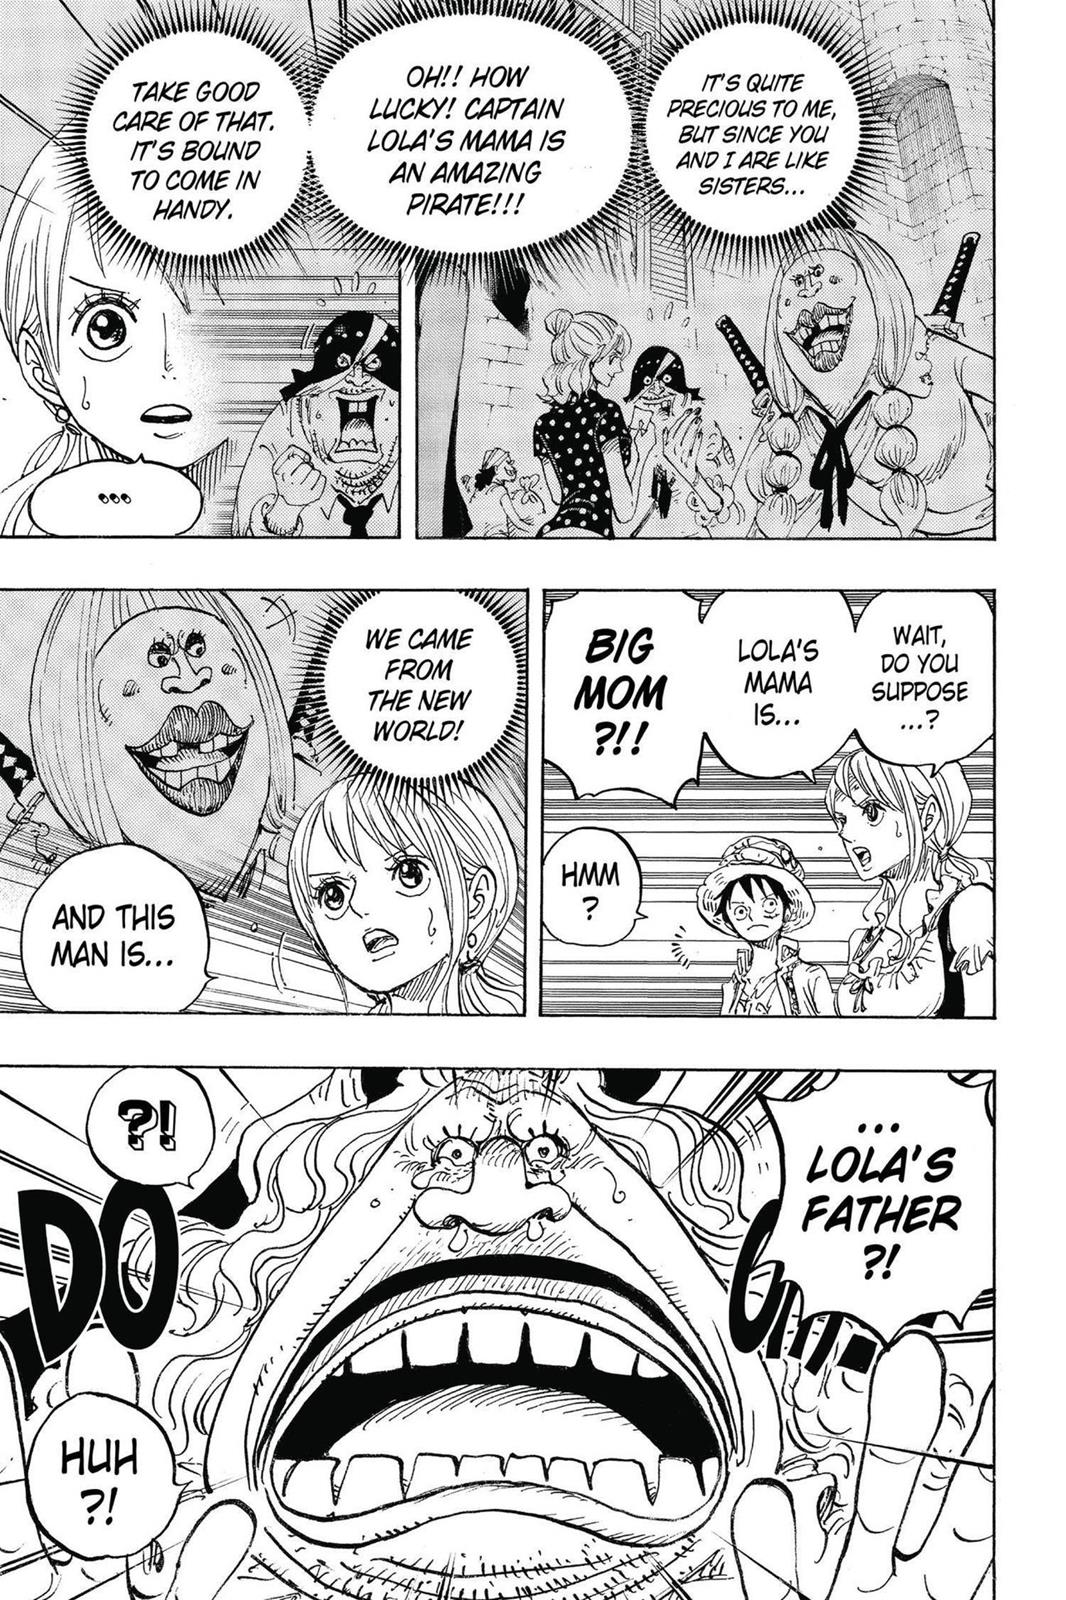 IT'S QUITE
PRECIOUS TO ME,
BUT SINCE YOU
AND I ARE LIKE
SISTERS...
OH!! HOW
LUCKY! CAPTAIN
LOLA'S MAMA IS
AN AMAZING
PIRATE!!!
TAKE GOOD
CARE OF THAT.
IT'S BOUND
TO COME IN
HANDY.
...
WAIT,
DO YOU
SUPPOSE
...?
LOLA'S
MAMA
IS...
BIG
MOM
?!!
HMM
?
WE CAME
FROM
THE NEW
WORLD!
AND THIS
MAN IS...
...
LOLA'S
FATHER
?!
?!
DO
HUH
?!